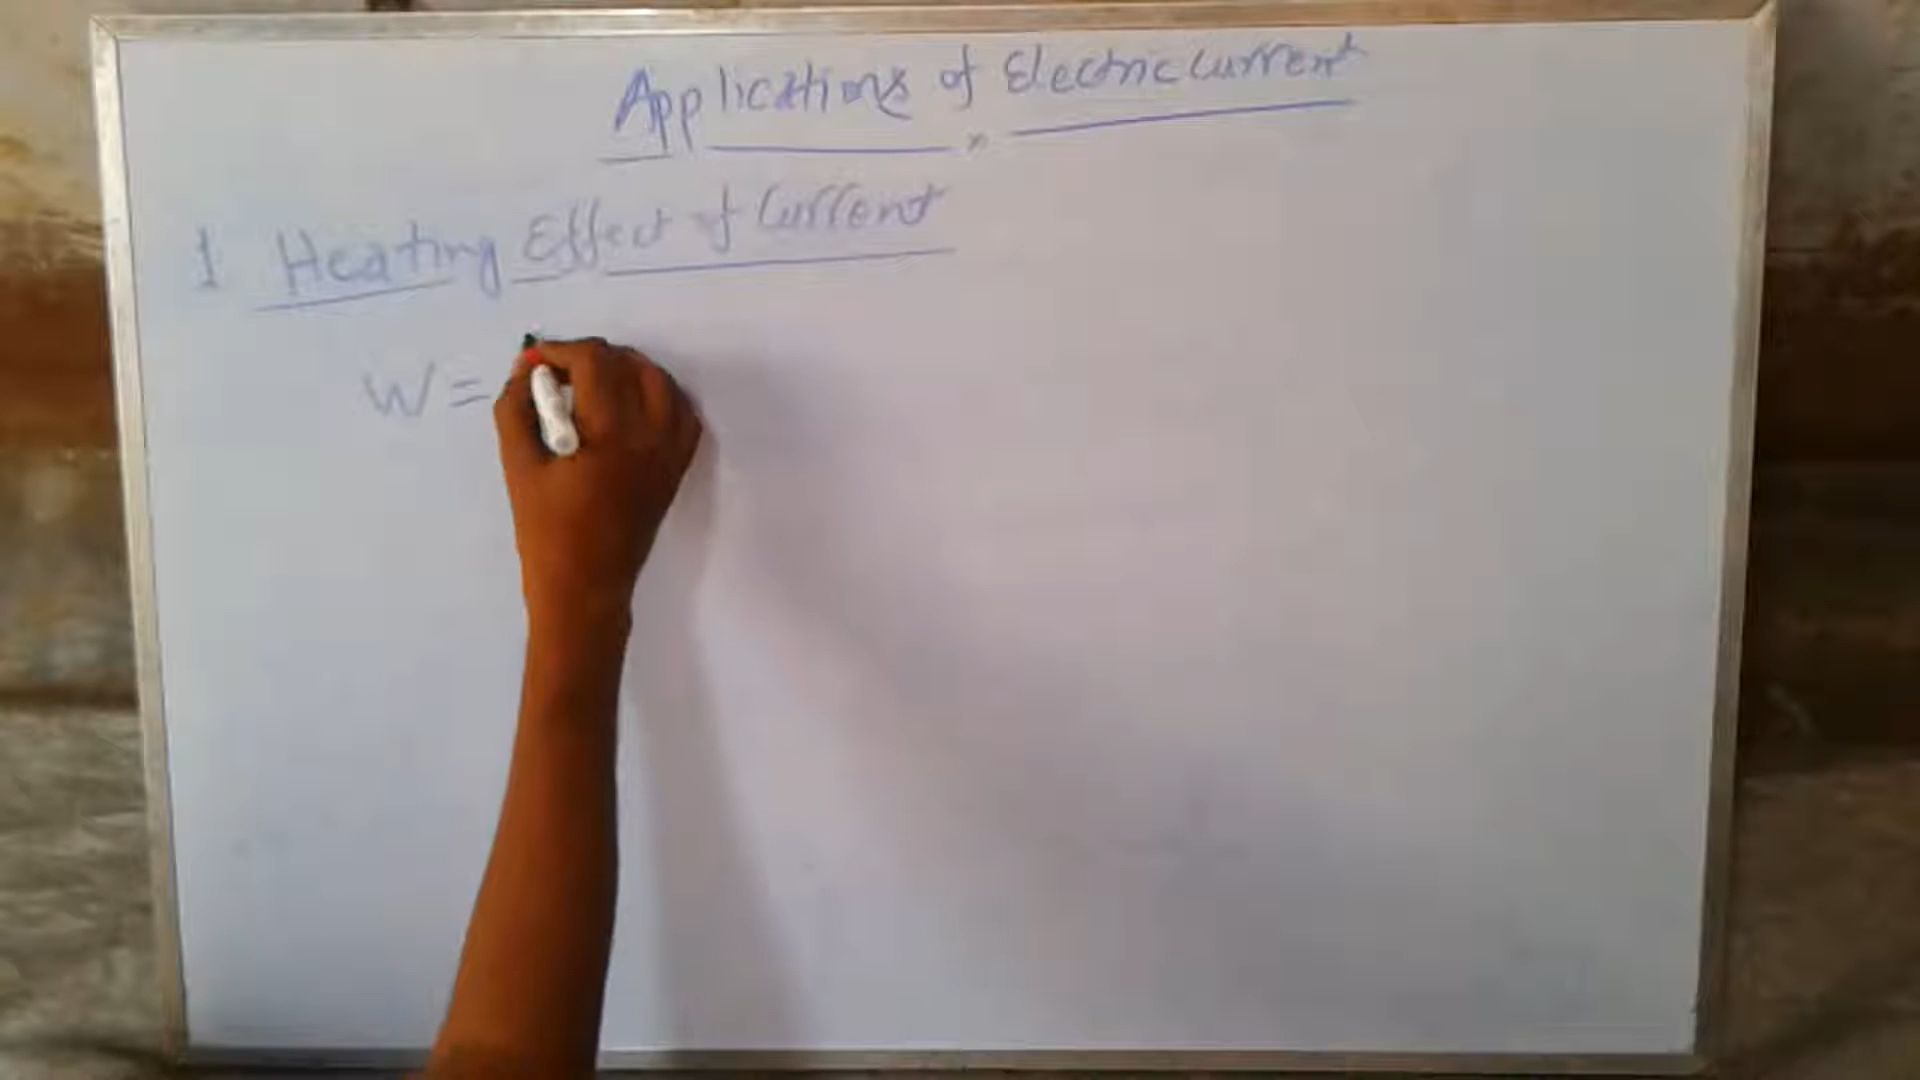 Applications of Electric Current
1 Heating Effect of Current
W =